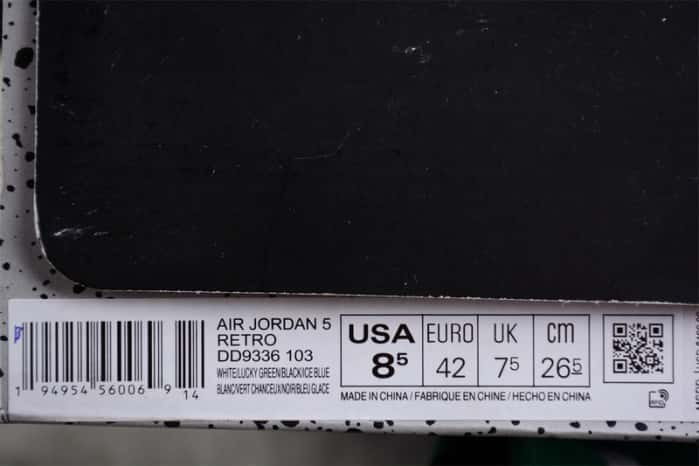 AIR JORDAN 5
RETRO
DD9336 103
WHITE/LUCKY GREEN/BLACK/ICE BLUE
BLANC/VERT CHANCEUX/NOIR/BLEU GLACE
1 94954 56006 9 14
USA EURO UK cm
8⁵ 42 7⁵ 26⁵
MADE IN CHINA / FABRIQUE EN CHINE / HECHO EN CHINA
RFID